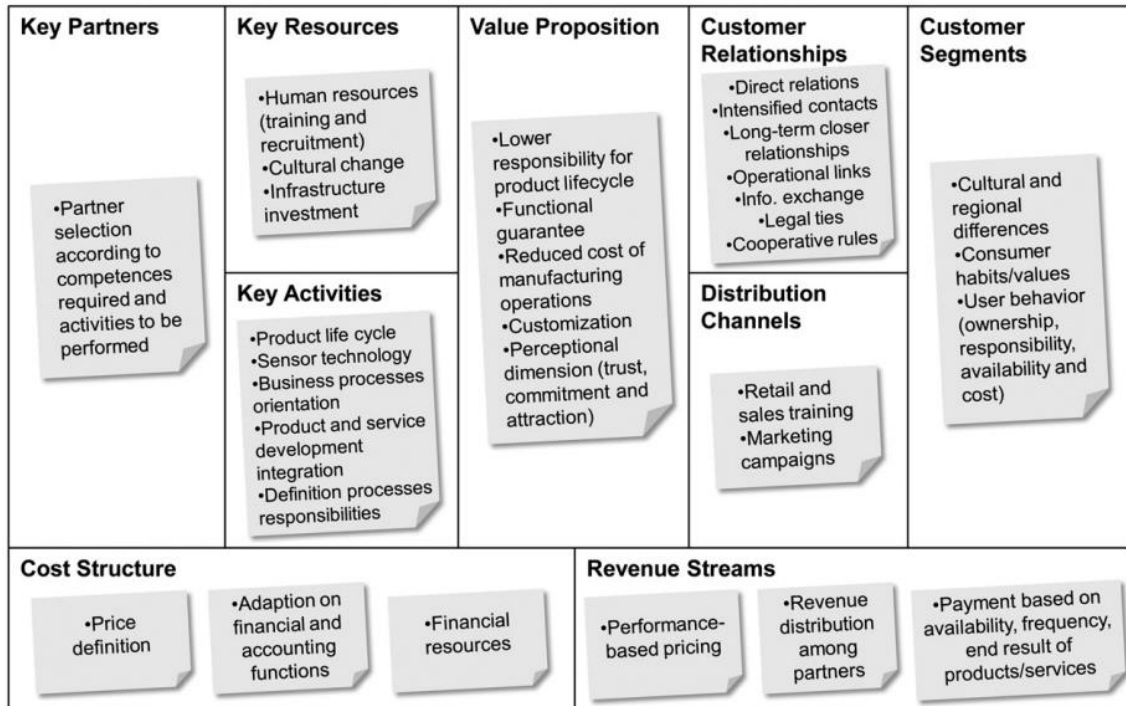 Key Partners
•Partner
selection
according to
competences
required and
activities to be
performed
Key Resources
•Human resources
(training and
recruitment)
•Cultural change
•Infrastructure
investment
Key Activities
•Product life cycle
•Sensor technology
•Business processes
orientation
•Product and service
development
integration
•Definition processes
responsibilities
Value Proposition
•Lower
responsibility for
product lifecycle
•Functional
guarantee
•Reduced cost of
manufacturing
operations
•Customization
•Perceptional
dimension (trust,
commitment and
attraction)
Customer
Relationships
•Direct relations
•Intensified contacts
•Long-term closer
relationships
•Operational links
•Info. exchange
•Legal ties
•Cooperative rules
Distribution
Channels
•Retail and
sales training
•Marketing
campaigns
Customer
Segments
•Cultural and
regional
differences
•Consumer
habits/values
•User behavior
(ownership,
responsibility,
availability and
cost)
Cost Structure
•Price
definition
•Adaption on
financial and
accounting
functions
•Financial
resources
Revenue Streams
•Performance-
based pricing
•Revenue
distribution
among
partners
•Payment based on
availability, frequency,
end result of
products/services